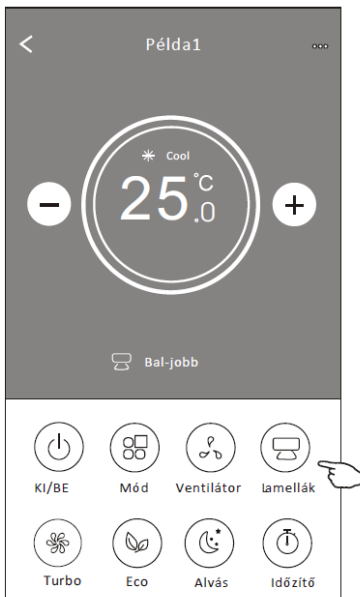 Példa1
Cool
25.0 °C
Bal-jobb
KI/BE Mód Ventilátor Lamellák
Turbo Eco Alvás Időzítő